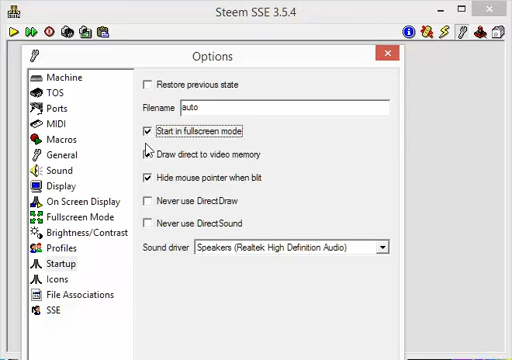 Steem SSE 3.5.4
Options
Machine
TOS
Ports
MIDI
Macros
General
Sound
Display
On Screen Display
Fullscreen Mode
Brightness/Contrast
Profiles
Startup
Icons
File Associations
SSE
Restore previous state
Filename auto
Start in fullscreen mode
Draw direct to video memory
Hide mouse pointer when blit
Never use DirectDraw
Never use DirectSound
Sound driver Speakers (Realtek High Definition Audio)